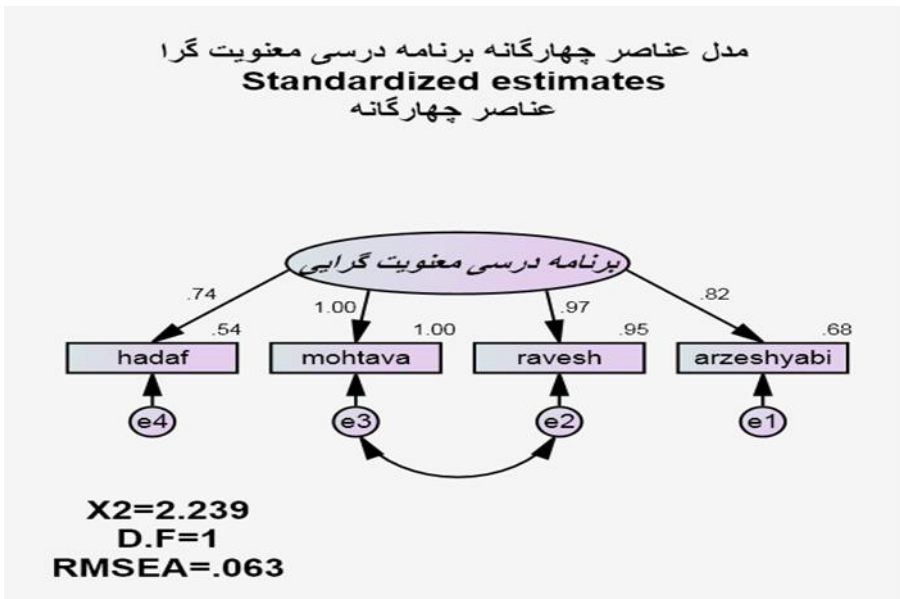 مدل عناصر چهارگانه برنامه درسی معنویت گرا
Standardized estimates
عناصر چهارگانه
برنامه درسی معنویت گرایی
.74
1.00
.97
.82
.54
1.00
.95
.68
hadaf
mohtava
ravesh
arzeshyabi
e4
e3
e2
e1
X2=2.239
D.F=1
RMSEA=.063